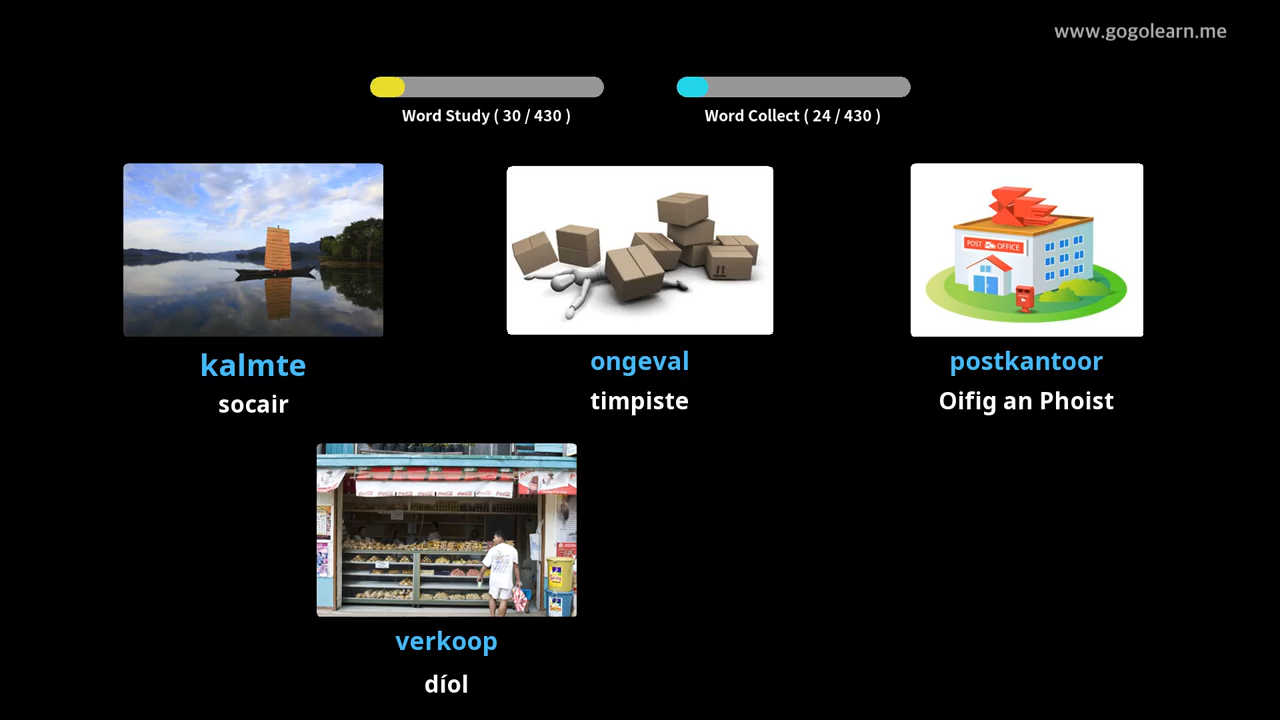 www.gogolearn.me
Word Study ( 30 / 430 )
Word Collect ( 24 / 430 )
POST OFFICE
kalmte
ongeval
postkantoor
socair
timpiste
Oifig an Phoist
verkoop
díol